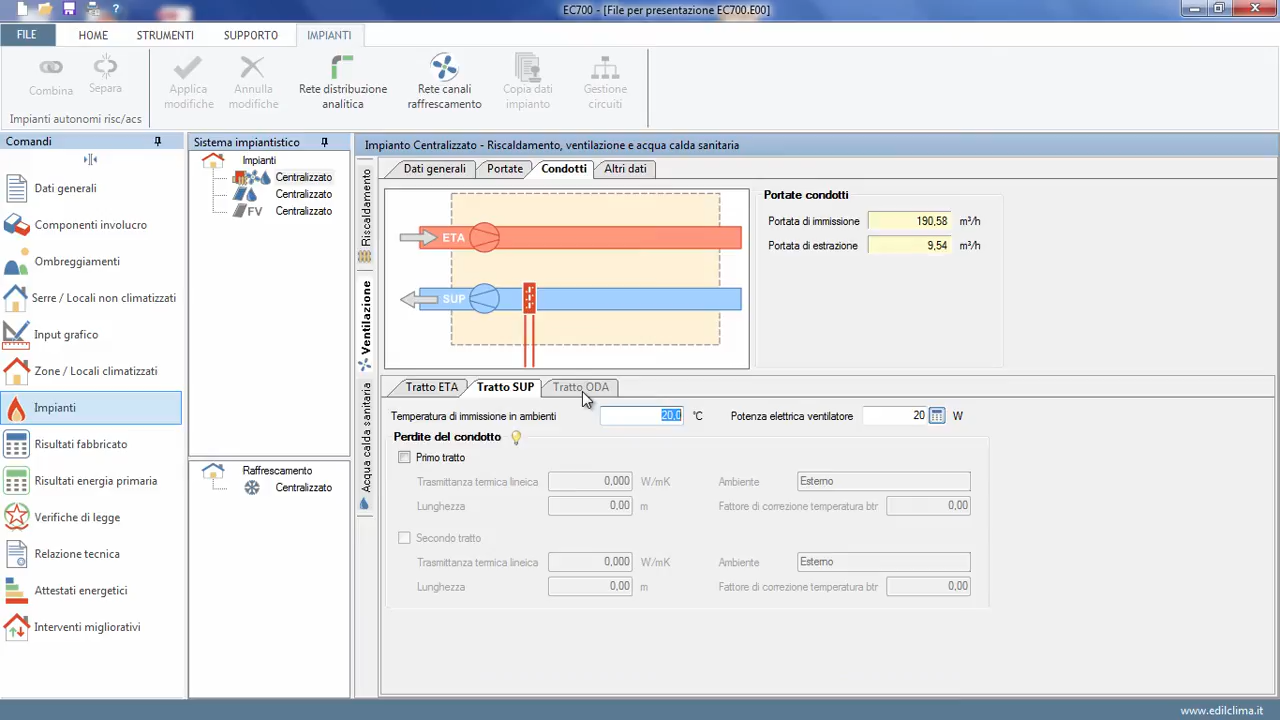 EC700 - [File per presentazione EC700.E00]
FILE
HOME
STRUMENTI
SUPPORTO
IMPIANTI
Combina
Separa
Impianti autonomi risc/acs
Applica
modifiche
Annulla
modifiche
Rete distribuzione
analitica
Rete canali
raffrescamento
Copia dati
impianto
Gestione
circuiti
Comandi
Dati generali
Componenti involucro
Ombreggiamenti
Serre / Locali non climatizzati
Input grafico
Zone / Locali climatizzati
Impianti
Risultati fabbricato
Risultati energia primaria
Verifiche di legge
Relazione tecnica
Attestati energetici
Interventi migliorativi
Sistema impiantistico
Impianti
Centralizzato
Centralizzato
FV Centralizzato
Raffrescamento
Centralizzato
Impianto Centralizzato - Riscaldamento, ventilazione e acqua calda sanitaria
Riscaldamento
Ventilazione
Acqua calda sanitaria
Dati generali
Portate
Condotti
Altri dati
ETA
SUP
Portate condotti
Portata di immissione 190,58 m³/h
Portata di estrazione 9,54 m³/h
Tratto ETA
Tratto SUP
Tratto ODA
Temperatura di immissione in ambienti 20,0 °C
Potenza elettrica ventilatore 20 W
Perdite del condotto
Primo tratto
Trasmittanza termica lineica 0,000 W/mK
Ambiente Esterno
Lunghezza 0,00 m
Fattore di correzione temperatura btr 0,00
Secondo tratto
Trasmittanza termica lineica 0,000 W/mK
Ambiente Esterno
Lunghezza 0,00 m
Fattore di correzione temperatura btr 0,00
www.edilclima.it